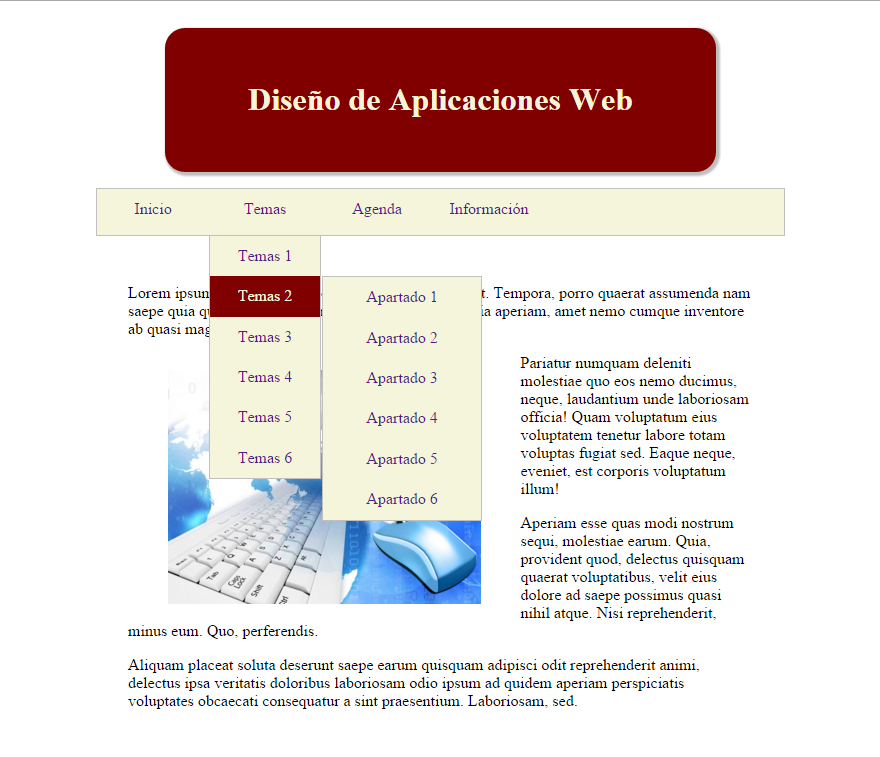 Diseño de Aplicaciones Web
Inicio Temas Agenda Información
Temas 1
Temas 2
Temas 3
Temas 4
Temas 5
Temas 6
Apartado 1
Apartado 2
Apartado 3
Apartado 4
Apartado 5
Apartado 6
Lorem t. Tempora, porro quaerat assumenda nam
saepe quia aperiam, amet nemo cumque inventore
ab quasi
Pariatur numquam deleniti
molestiae quo eos nemo ducimus,
neque, laudantium unde laboriosam
officia! Quam voluptatum eius
voluptatem tenetur labore totam
voluptas fugiat sed. Eaque neque,
eveniet, est corporis voluptatum
illum!
Aperiam esse quas modi nostrum
sequi, molestiae earum. Quia,
provident quod, delectus quisquam
quaerat voluptatibus, velit eius
dolore ad saepe possimus quasi
nihil atque. Nisi reprehenderit,
minus eum. Quo, perferendis.
Aliquam placeat soluta deserunt saepe earum quisquam adipisci odit reprehenderit animi,
delectus ipsa veritatis doloribus laboriosam odio ipsum ad quidem aperiam perspiciatis
voluptates obcaecati consequatur a sint praesentium. Laboriosam, sed.
Tab
Caps Lock
Shift
Ctrl